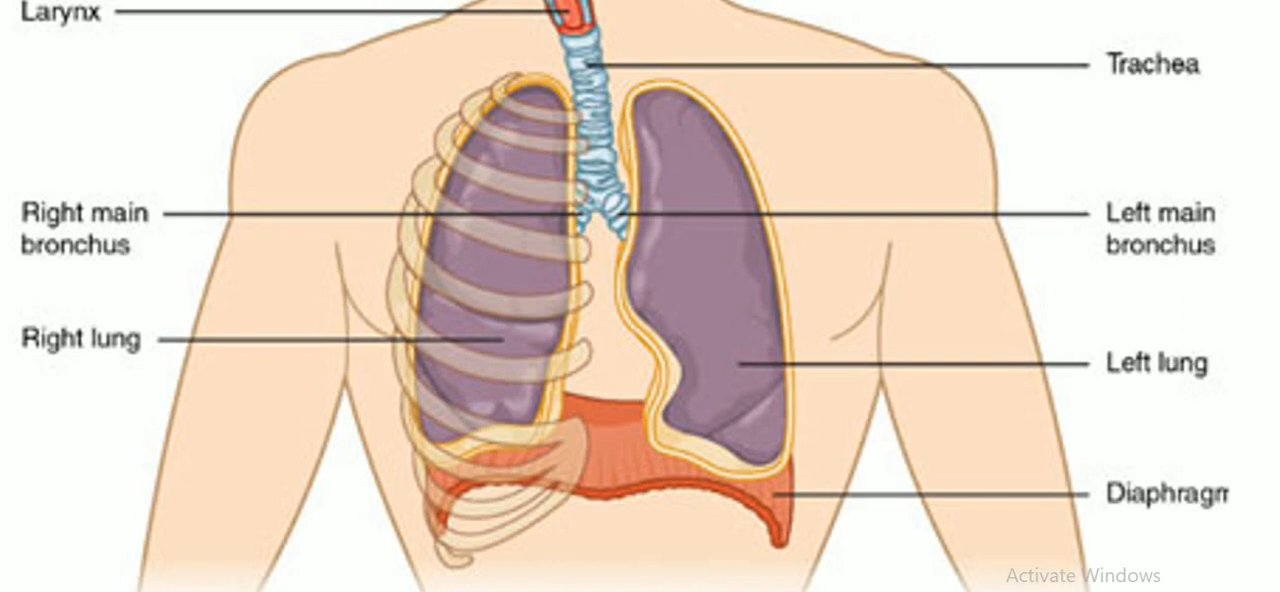 Larynx
Trachea
Right main
bronchus
Left main
bronchus
Right lung
Left lung
Diaphragm
Activate Windows